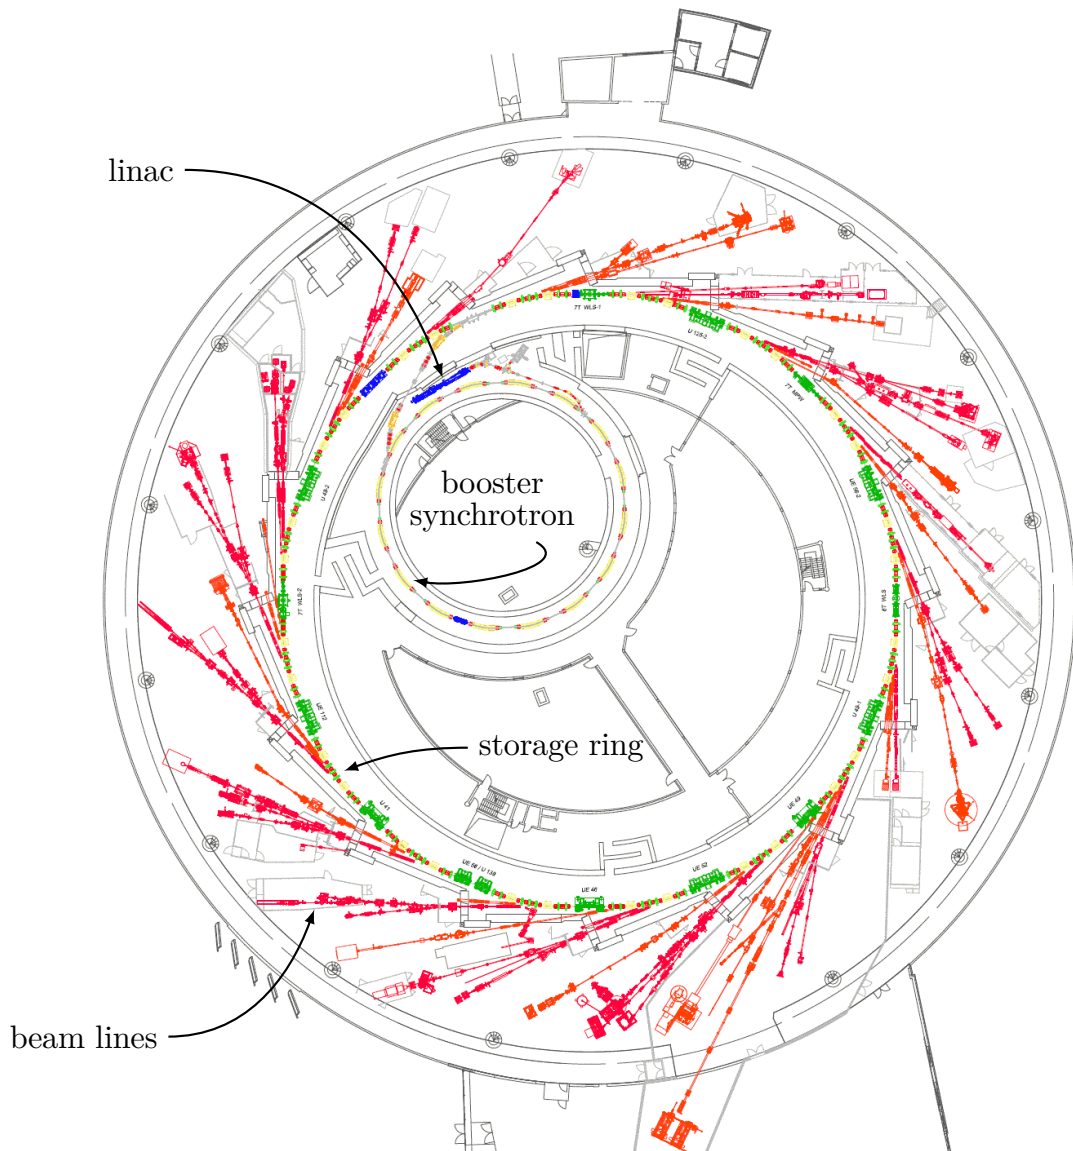 linac
7T WLS-1
U 125-2
7T MPW
booster
synchrotron
U 49-2
UE 56-2
7T WLS-2
6T WLS
UE 112
U 49-1
storage ring
U 41
UE 49
UE 56 / U 139
UE 52
UE 46
beam lines